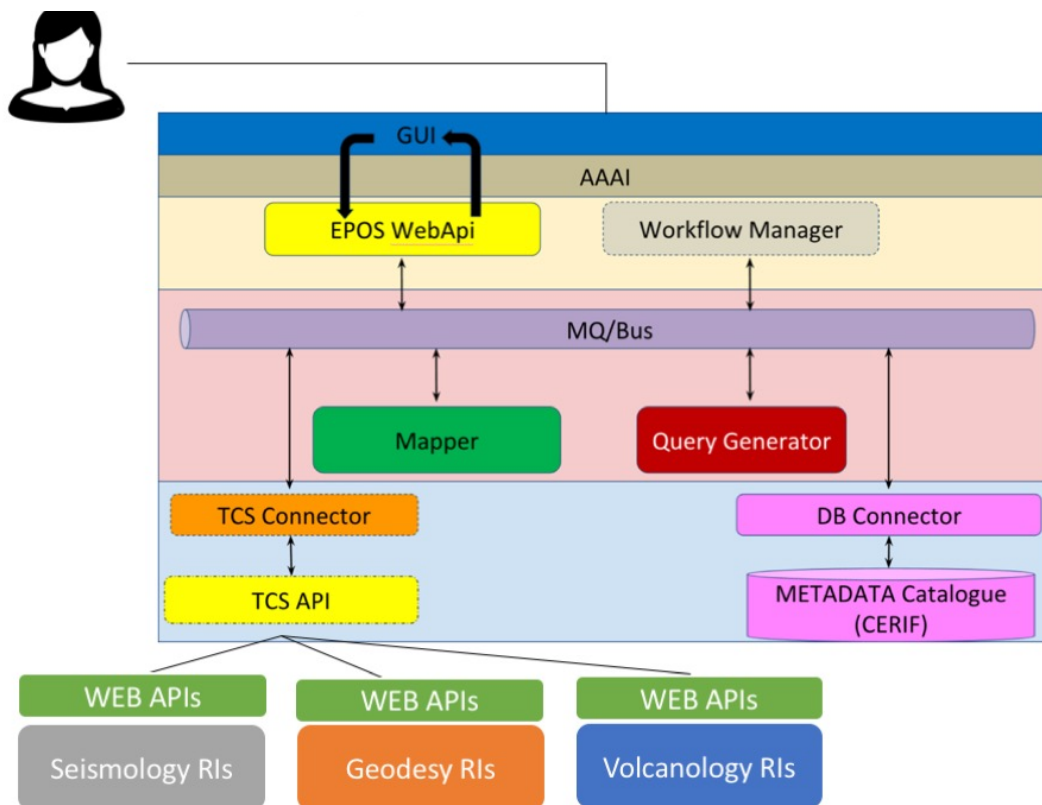 GUI
AAAI
EPOS WebApi
Workflow Manager
MQ/Bus
Mapper
Query Generator
TCS Connector
DB Connector
TCS API
METADATA Catalogue
(CERIF)
WEB APIs
WEB APIs
WEB APIs
Seismology RIs
Geodesy RIs
Volcanology RIs